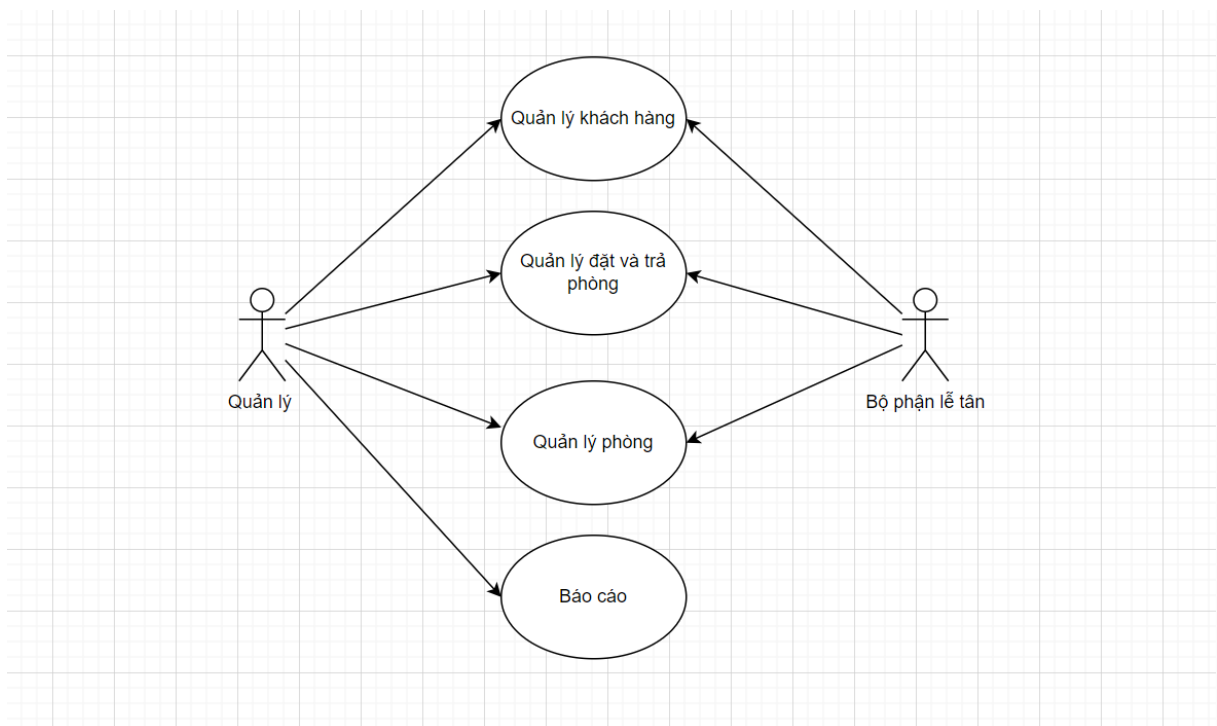 Quản lý khách hàng
Quản lý đặt và trả
phòng
Quản lý
Bộ phận lễ tân
Quản lý phòng
Báo cáo